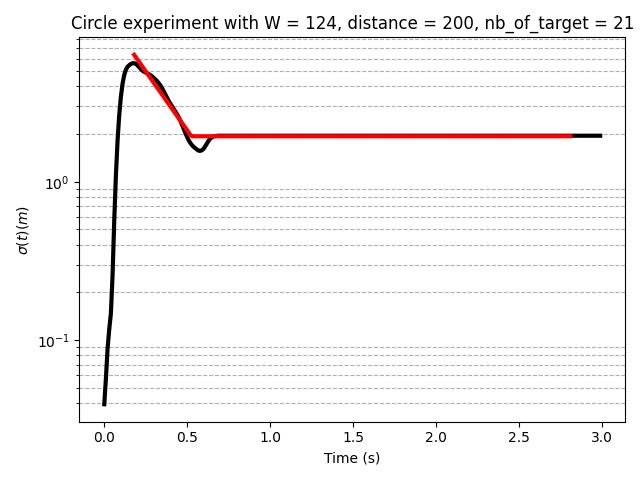 Circle experiment with W = 124, distance = 200, nb_of_target = 21
10⁰
10⁻¹
σ(t)(m)
0.0 0.5 1.0 1.5 2.0 2.5 3.0
Time (s)